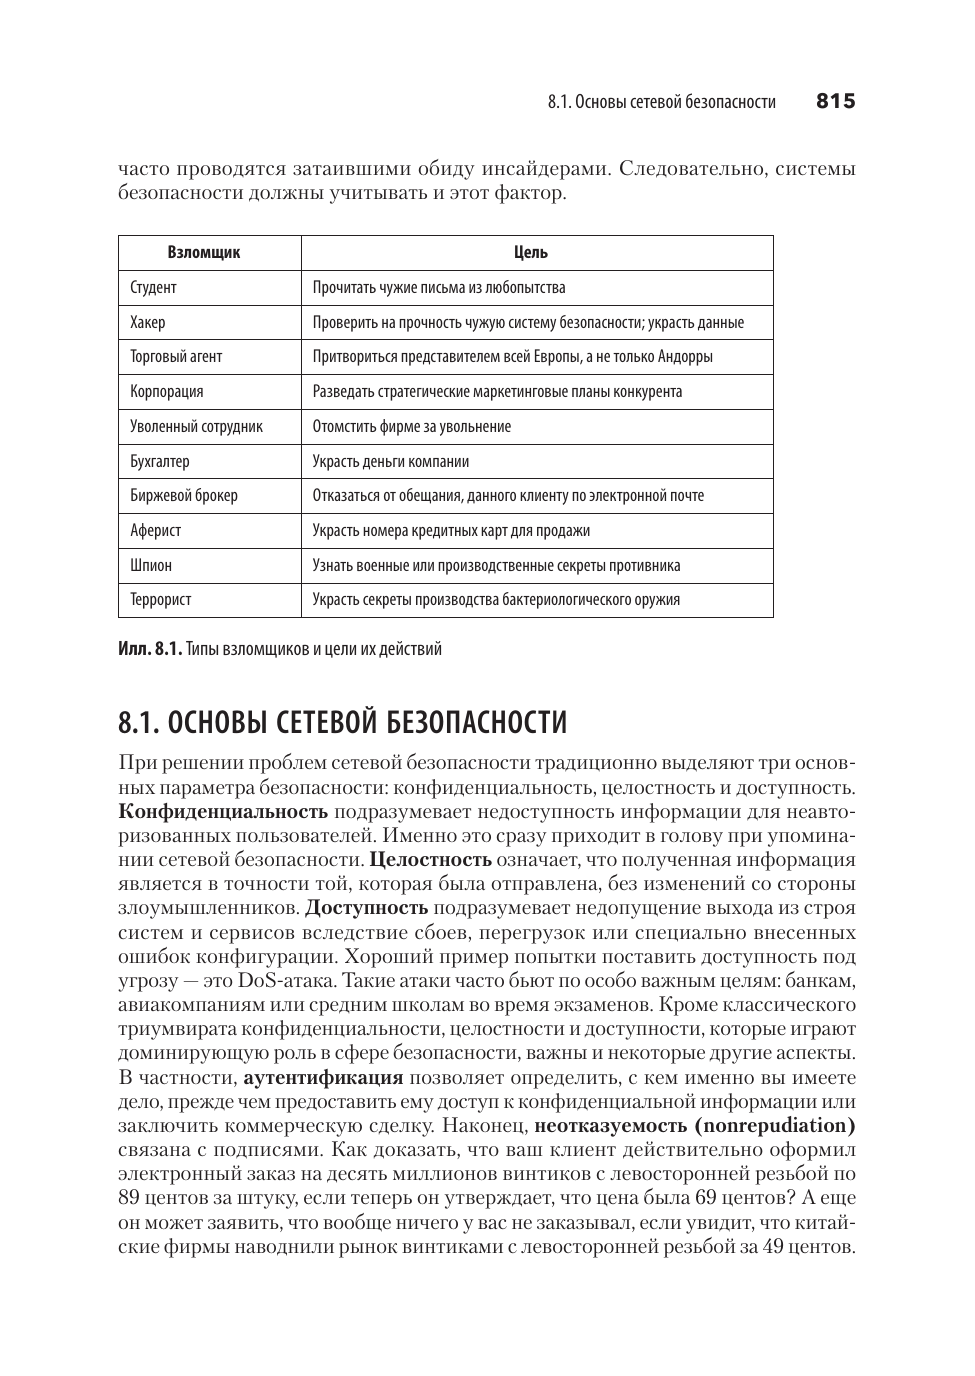 8.1. Основы сетевой безопасности 815
часто проводятся затаившими обиду инсайдерами. Следовательно, системы
безопасности должны учитывать и этот фактор.
Взломщик Цель
Студент Прочитать чужие письма из любопытства
Хакер Проверить на прочность чужую систему безопасности; украсть данные
Торговый агент Притвориться представителем всей Европы, а не только Андорры
Корпорация Разведать стратегические маркетинговые планы конкурента
Уволенный сотрудник Отомстить фирме за увольнение
Бухгалтер Украсть деньги компании
Биржевой брокер Отказаться от обещания, данного клиенту по электронной почте
Аферист Украсть номера кредитных карт для продажи
Шпион Узнать военные или производственные секреты противника
Террорист Украсть секреты производства бактериологического оружия
Илл. 8.1. Типы взломщиков и цели их действий
8.1. ОСНОВЫ СЕТЕВОЙ БЕЗОПАСНОСТИ
При решении проблем сетевой безопасности традиционно выделяют три основ-
ных параметра безопасности: конфиденциальность, целостность и доступность.
Конфиденциальность подразумевает недоступность информации для неавто-
ризованных пользователей. Именно это сразу приходит в голову при упомина-
нии сетевой безопасности. Целостность означает, что полученная информация
является в точности той, которая была отправлена, без изменений со стороны
злоумышленников. Доступность подразумевает недопущение выхода из строя
систем и сервисов вследствие сбоев, перегрузок или специально внесенных
ошибок конфигурации. Хороший пример попытки поставить доступность под
угрозу — это DoS-атака. Такие атаки часто бьют по особо важным целям: банкам,
авиакомпаниям или средним школам во время экзаменов. Кроме классического
триумвирата конфиденциальности, целостности и доступности, которые играют
доминирующую роль в сфере безопасности, важны и некоторые другие аспекты.
В частности, аутентификация позволяет определить, с кем именно вы имеете
дело, прежде чем предоставить ему доступ к конфиденциальной информации или
заключить коммерческую сделку. Наконец, неотказуемость (nonrepudiation)
связана с подписями. Как доказать, что ваш клиент действительно оформил
электронный заказ на десять миллионов винтиков с левосторонней резьбой по
89 центов за штуку, если теперь он утверждает, что цена была 69 центов? А еще
он может заявить, что вообще ничего у вас не заказывал, если увидит, что китай-
ские фирмы наводнили рынок винтиками с левосторонней резьбой за 49 центов.